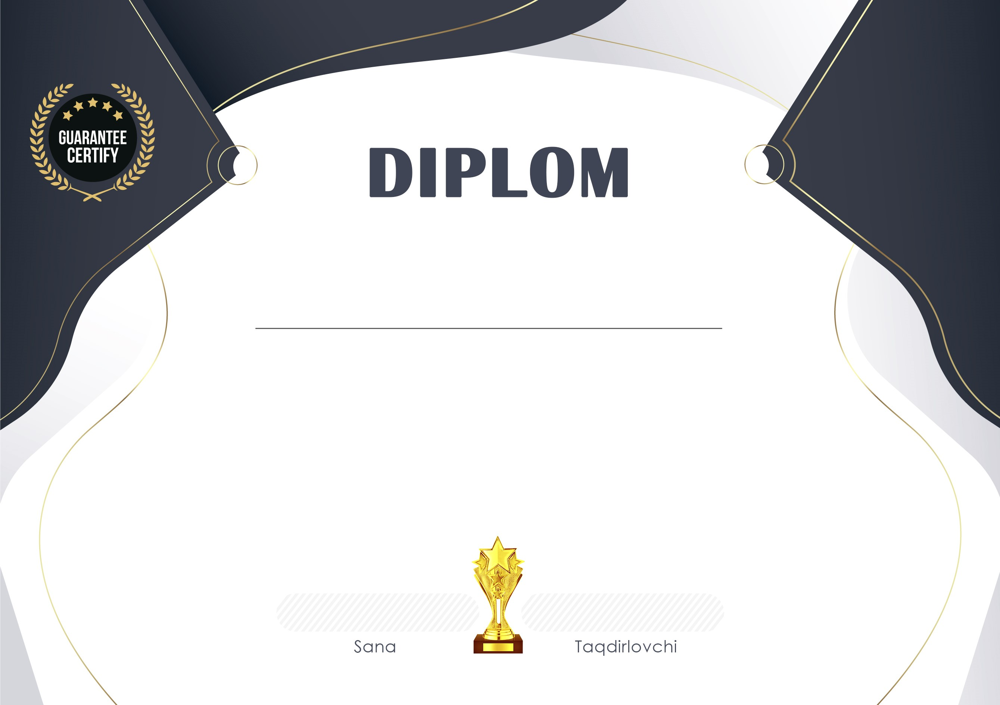 GUARANTEE
CERTIFY
DIPLOM
Sana
Taqdirlovchi